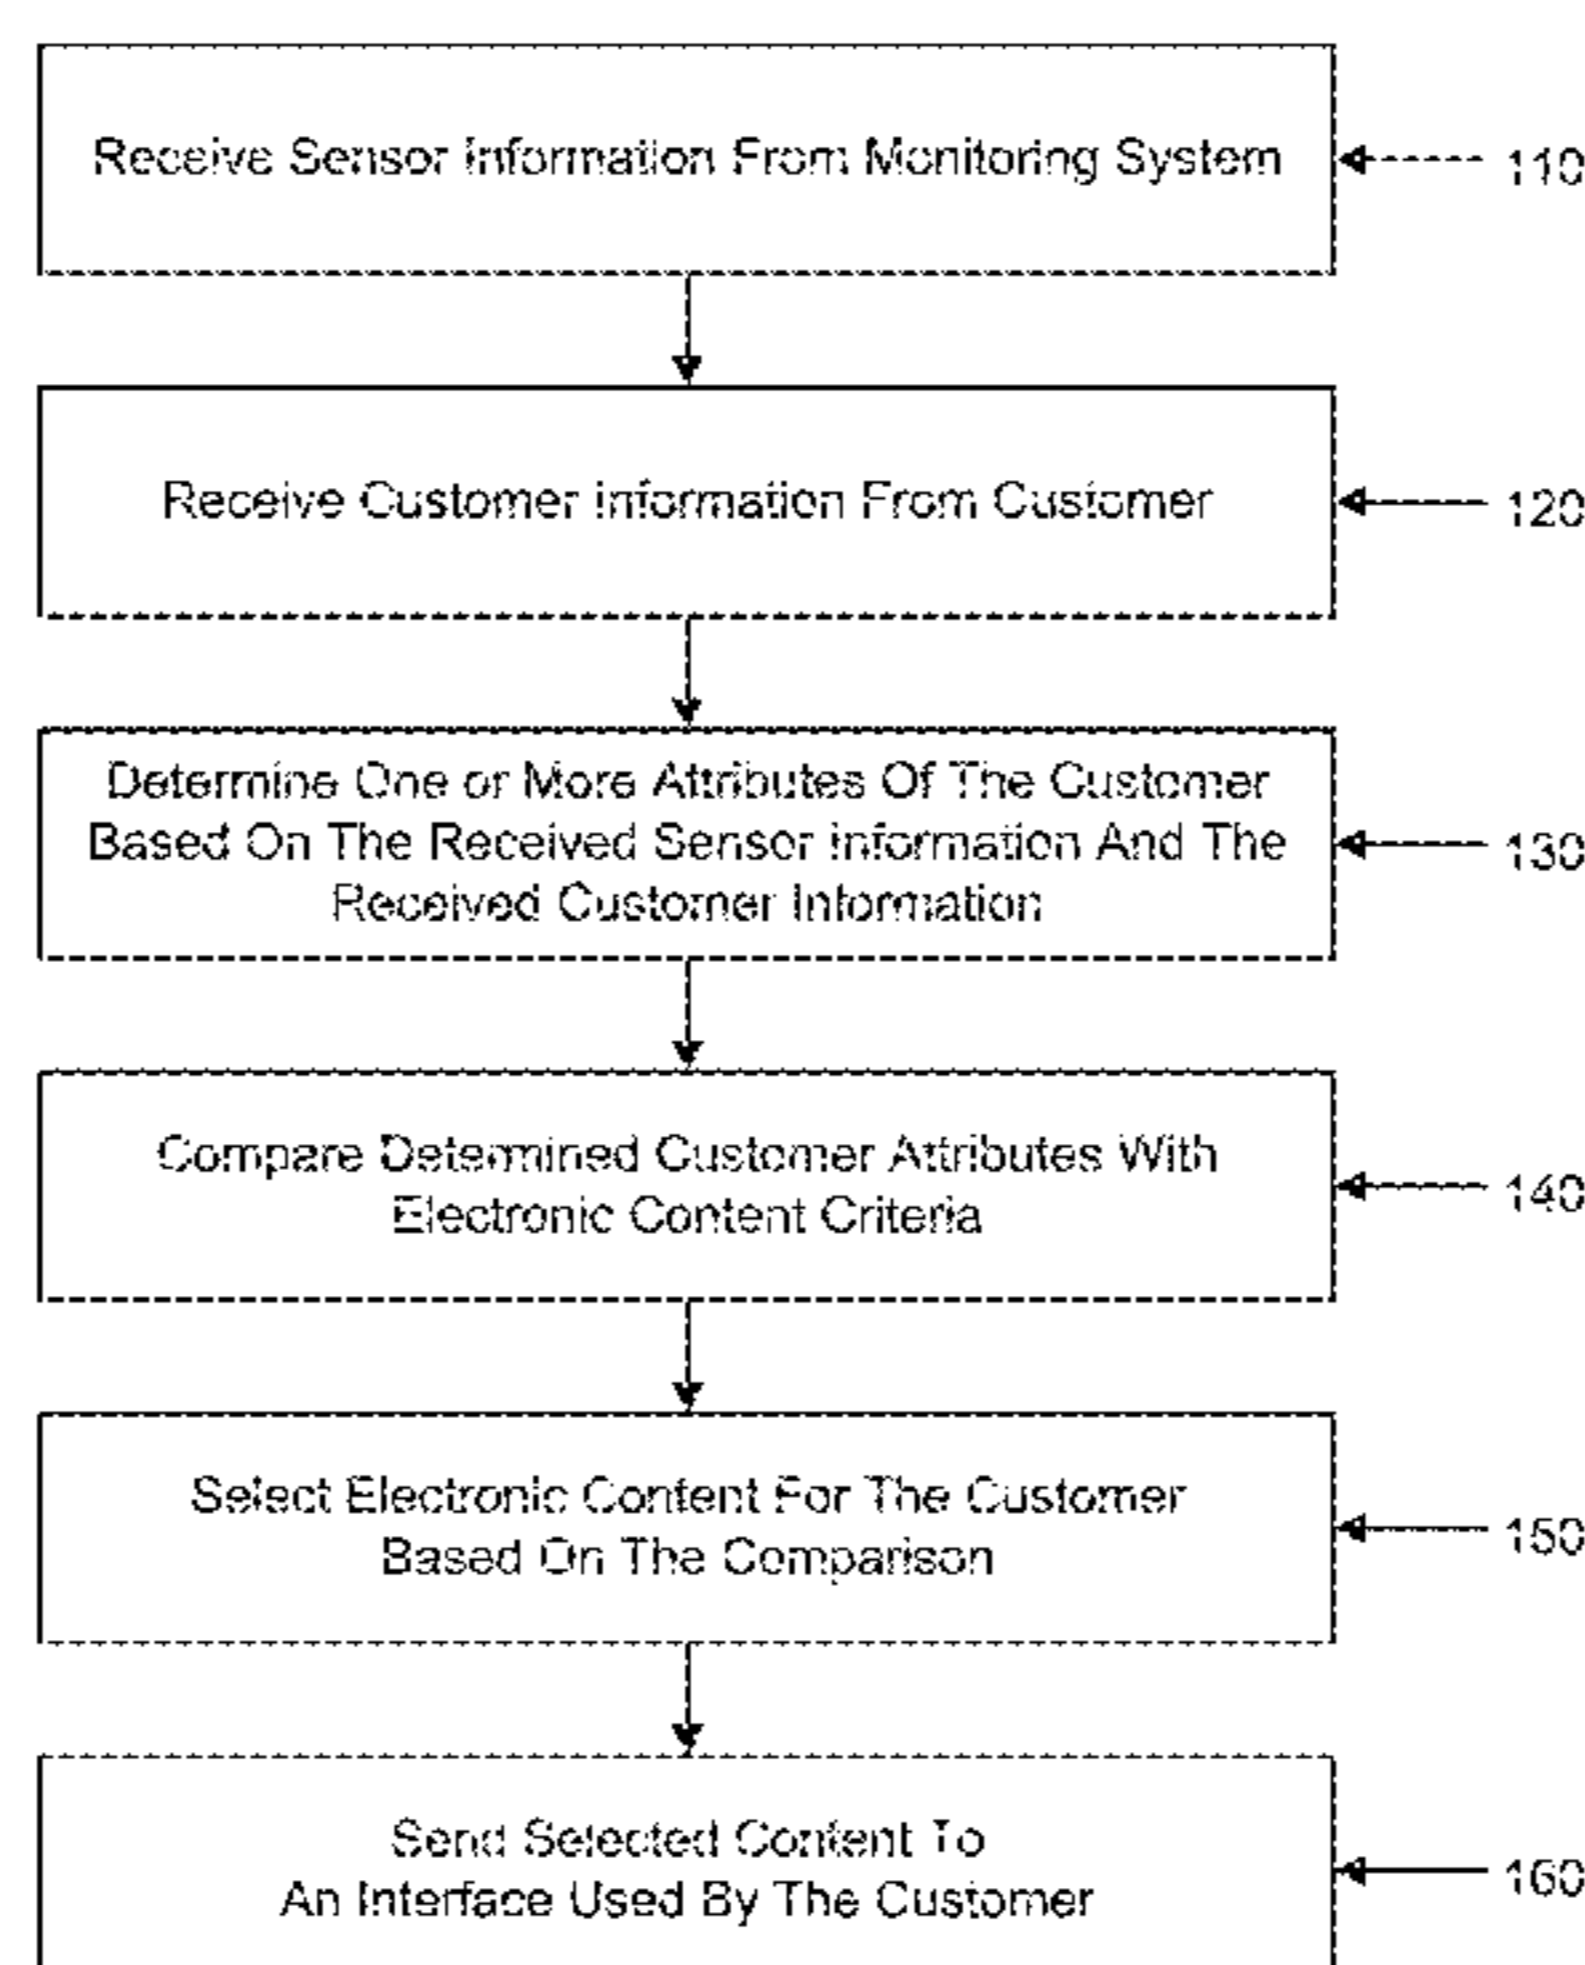 Receive Sensor Information From Monitoring System
110
Receive Customer Information From Customer
120
Determine One or More Attributes Of The Customer
Based On The Received Sensor Information And The
130
Received Customer Information
Compare Determined Customer Attributes With
140
Electronic Content Criteria
Select Electronic Content For The Customer
150
Based On The Comparison
Send Selected Content To
160
An Interface Used By The Customer